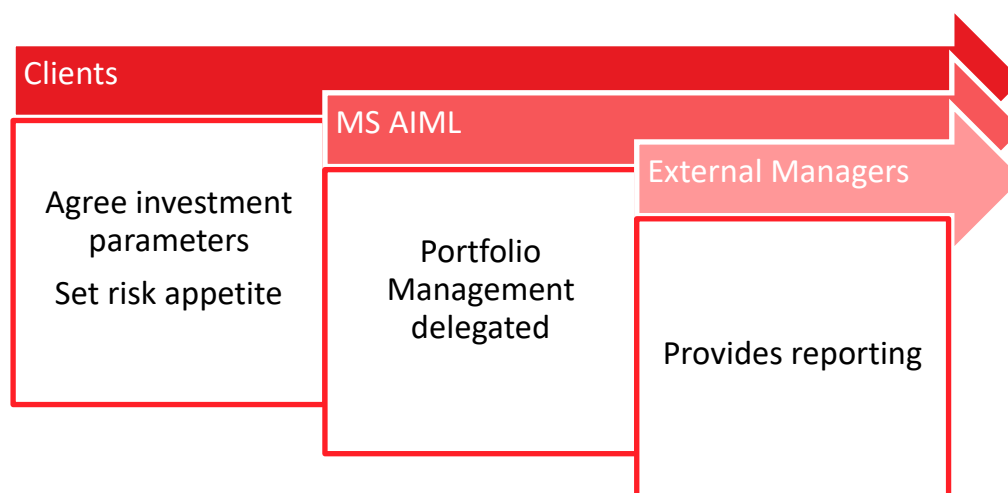 Clients
Agree investment
parameters
Set risk appetite
MS AIML
Portfolio
Management
delegated
External Managers
Provides reporting